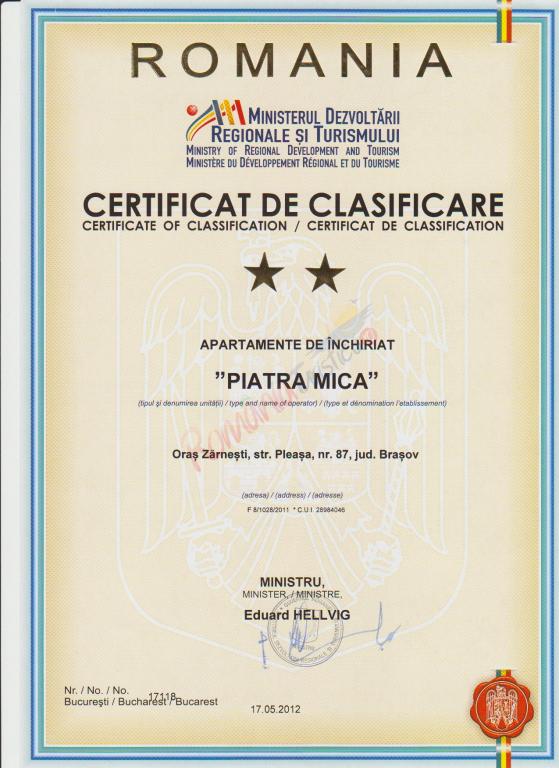 ROMANIA
MINISTERUL DEZVOLTĂRII
REGIONALE ȘI TURISMULUI
MINISTRY OF REGIONAL DEVELOPMENT AND TOURISM
MINISTÈRE DU DÉVELOPPEMENT RÉGIONAL ET DU TOURISME
CERTIFICAT DE CLASIFICARE
CERTIFICATE OF CLASSIFICATION / CERTIFICAT DE CLASSIFICATION
APARTAMENTE DE ÎNCHIRIAT
”PIATRA MICA”
(tipul și denumirea unității) / type and name of operator) / (type et dénomination l'etablissement)
Oraș Zărnești, str. Pleașa, nr. 87, jud. Brașov
(adresa) / (address) / (adresse)
F 8/1028/2011 * C.U.I. 28984046
MINISTRU,
MINISTER, / MINISTRE,
Eduard HELLVIG
Nr. / No. / No. 17118
Bucureşti / Bucharest / Bucarest
17.05.2012